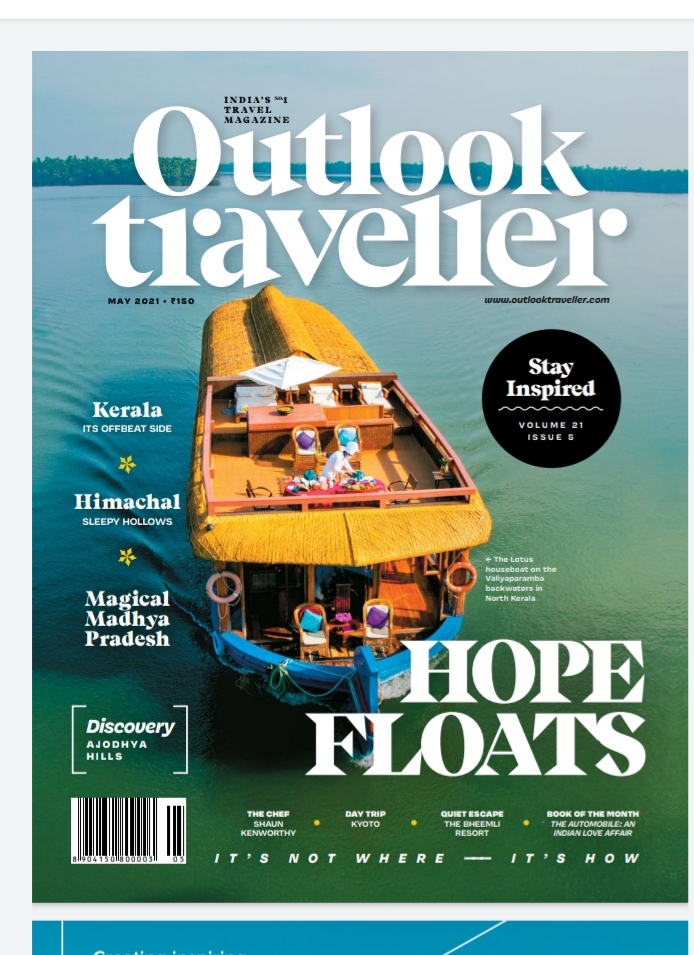 INDIA'S Nº1
TRAVEL
MAGAZINE
Outlook
traveller
MAY 2021 • ₹150
www.outlooktraveller.com
Stay
Inspired
VOLUME 21
ISSUE 5
Kerala
ITS OFFBEAT SIDE
Himachal
SLEEPY HOLLOWS
Magical
Madhya
Pradesh
← The Lotus
houseboat on the
Valiyaparamba
backwaters in
North Kerala
HOPE
FLOATS
Discovery
AJODHYA
HILLS
THE CHEF
SHAUN
KENWORTHY
DAY TRIP
KYOTO
QUIET ESCAPE
THE BHEEMLI
RESORT
BOOK OF THE MONTH
THE AUTOMOBILE: AN
INDIAN LOVE AFFAIR
8 904150 800003 05
IT'S NOT WHERE — IT'S HOW